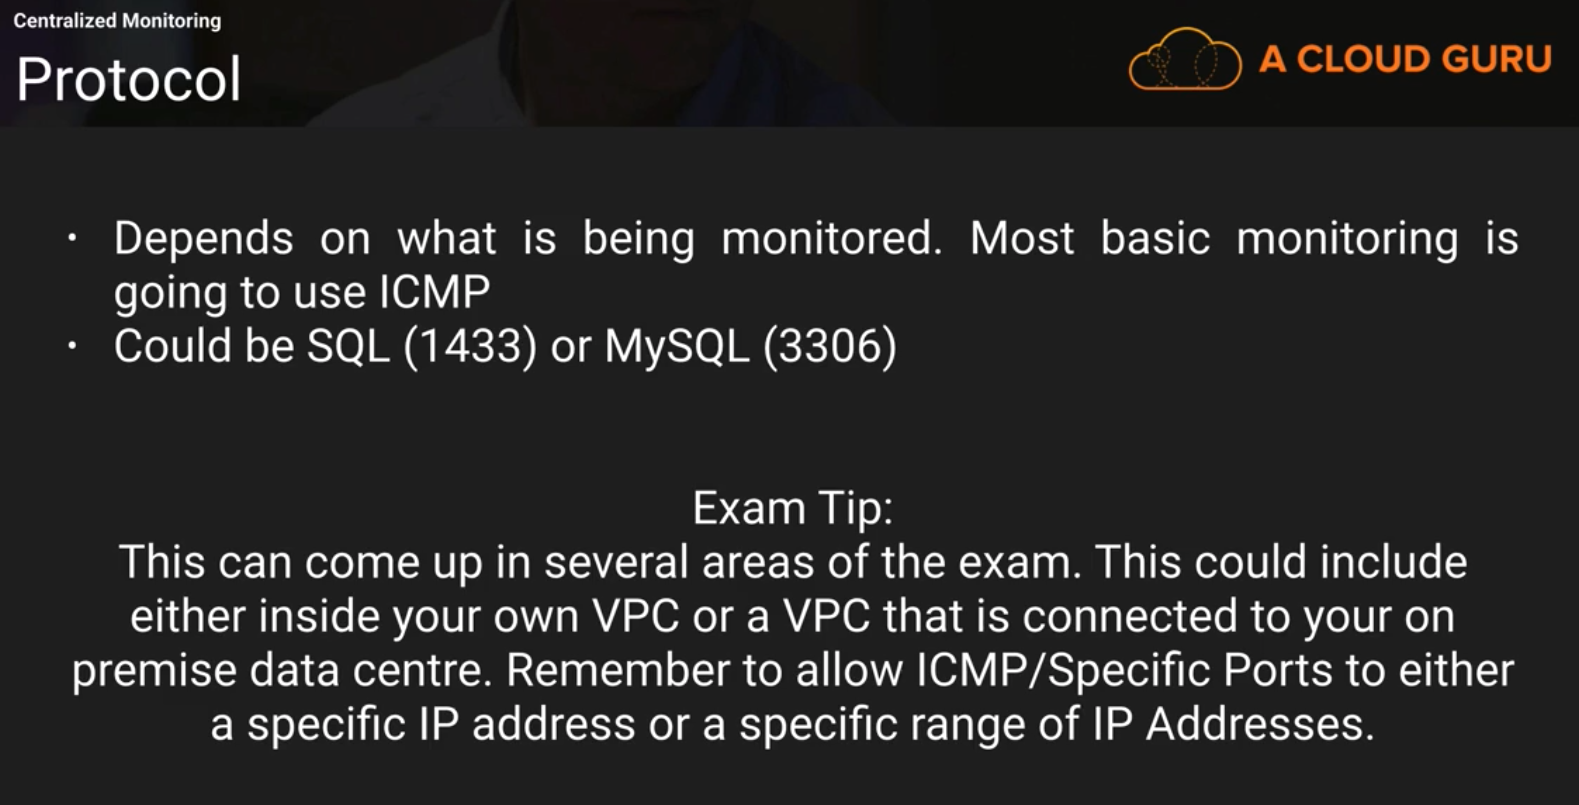 Centralized Monitoring
Protocol
A CLOUD GURU
· Depends on what is being monitored. Most basic monitoring is
going to use ICMP
· Could be SQL (1433) or MySQL (3306)
Exam Tip:
This can come up in several areas of the exam. This could include
either inside your own VPC or a VPC that is connected to your on
premise data centre. Remember to allow ICMP/Specific Ports to either
a specific IP address or a specific range of IP Addresses.